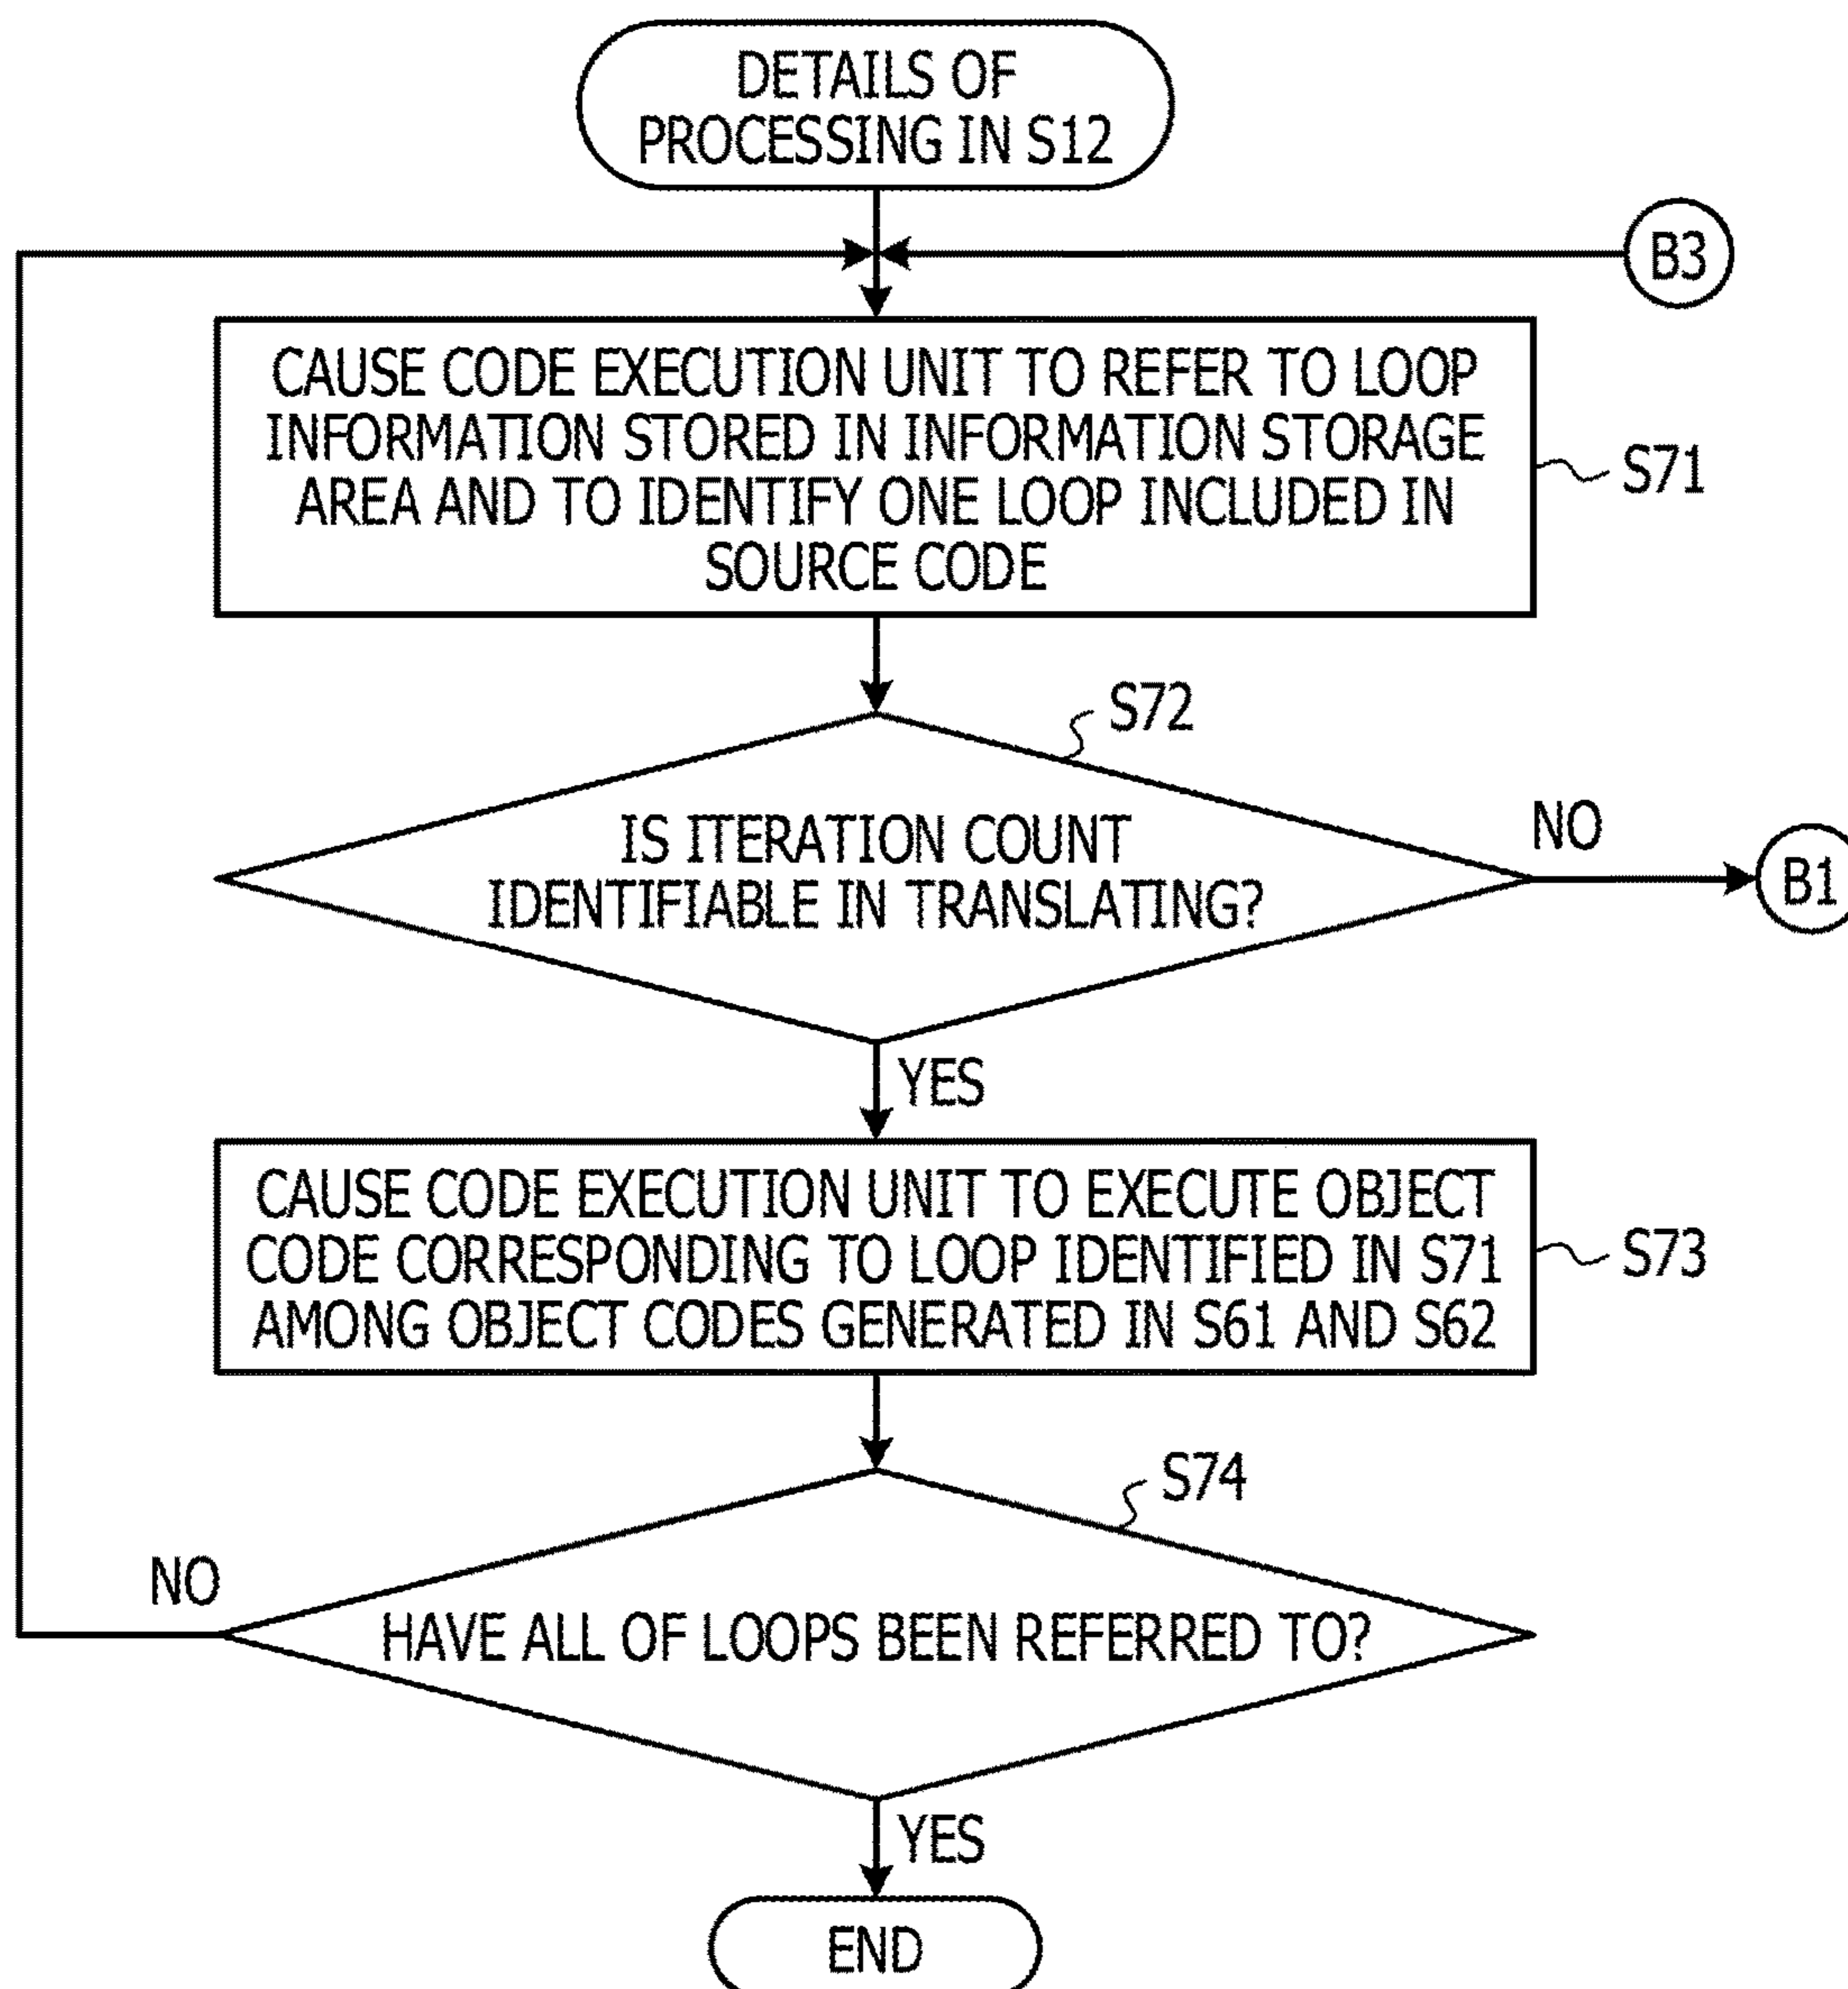 DETAILS OF
PROCESSING IN S12
B3
CAUSE CODE EXECUTION UNIT TO REFER TO LOOP
INFORMATION STORED IN INFORMATION STORAGE
AREA AND TO IDENTIFY ONE LOOP INCLUDED IN
SOURCE CODE
S71
S72
IS ITERATION COUNT
IDENTIFIABLE IN TRANSLATING?
NO
B1
YES
CAUSE CODE EXECUTION UNIT TO EXECUTE OBJECT
CODE CORRESPONDING TO LOOP IDENTIFIED IN S71
AMONG OBJECT CODES GENERATED IN S61 AND S62
S73
S74
NO
HAVE ALL OF LOOPS BEEN REFERRED TO?
YES
END